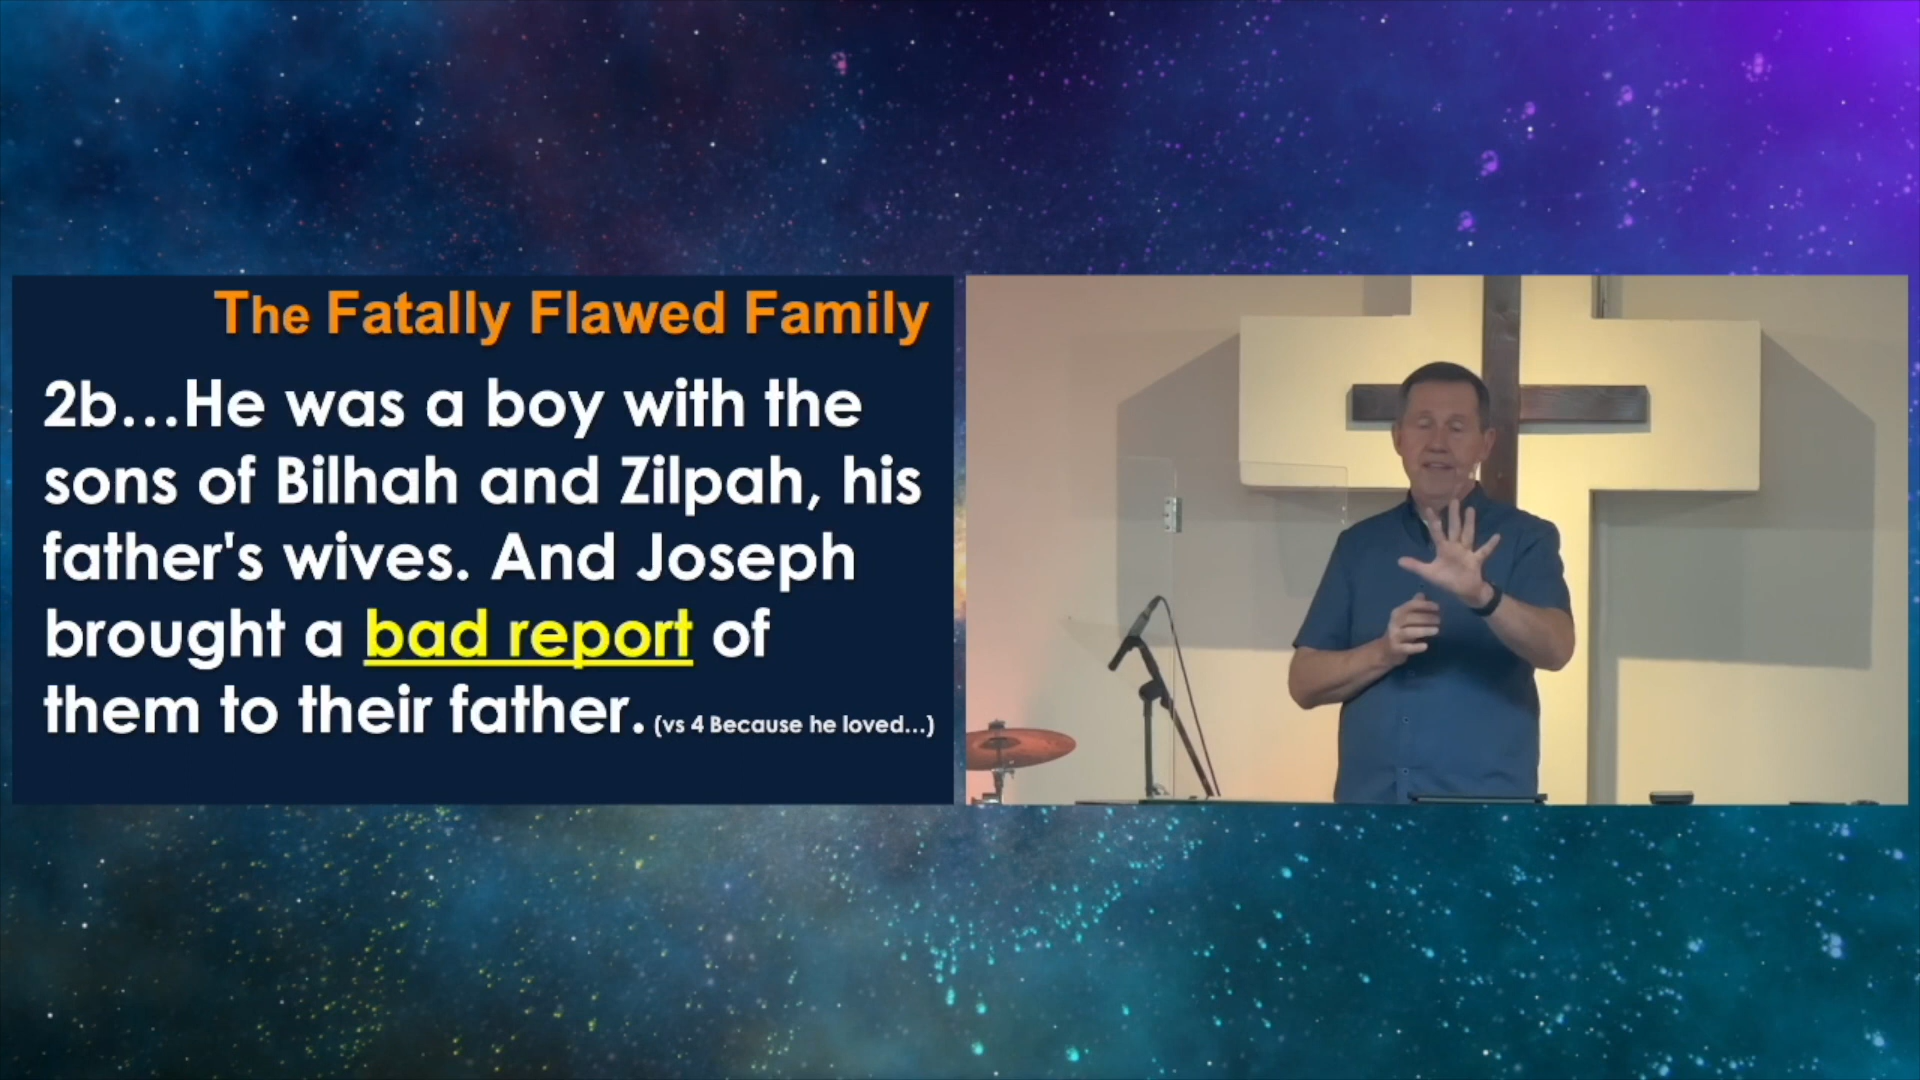 The Fatally Flawed Family
2b...He was a boy with the
sons of Bilhah and Zilpah, his
father's wives. And Joseph
brought a bad report of
them to their father. (vs 4 Because he loved...)